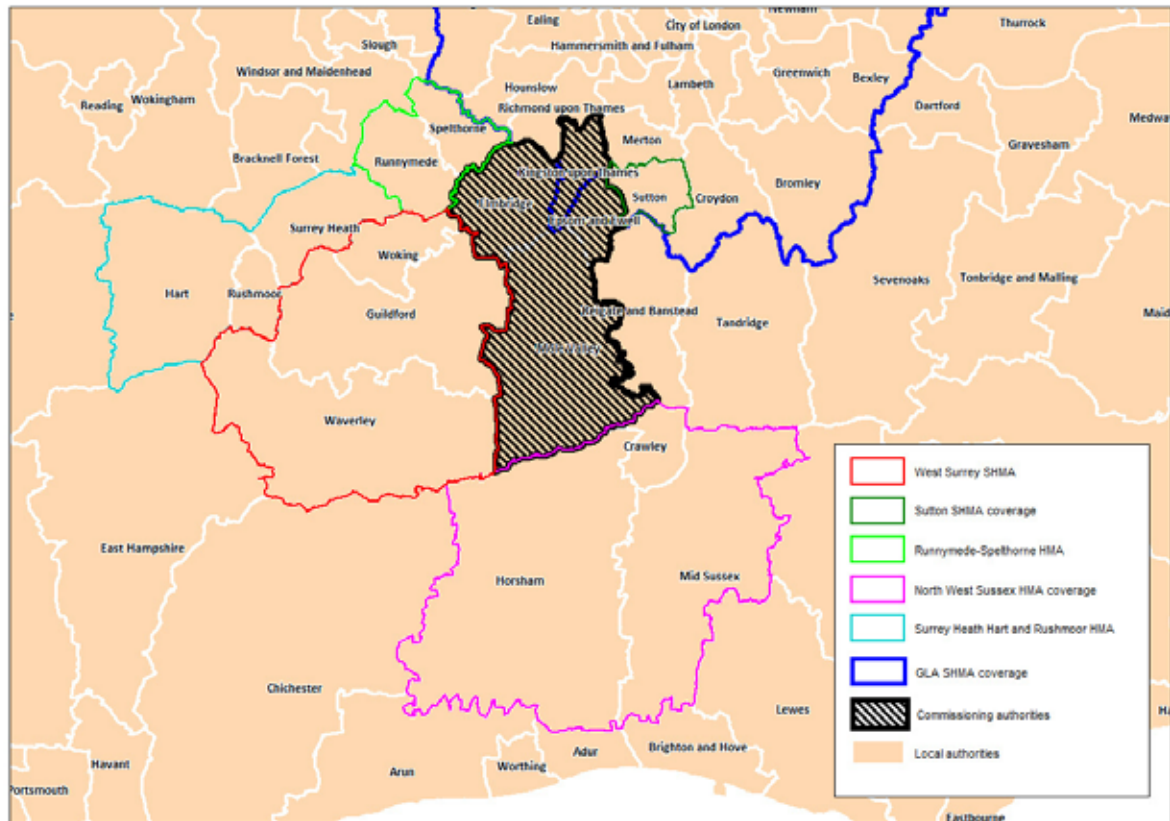 Ealing
City of London
Newham
Thurrock
Slough
Hammersmith and Fulham
Windsor and Maidenhead
Hounslow
Lambeth
Greenwich
Bexley
Reading
Wokingham
Richmond upon Thames
Dartford
Medway
Spelthorne
Merton
Gravesham
Bracknell Forest
Runnymede
Kingston upon Thames
Bromley
Elmbridge
Sutton
Croydon
Epsom and Ewell
Surrey Heath
Woking
Sevenoaks
Tonbridge and Malling
Hart
Rushmoor
Guildford
Reigate and Banstead
Tandridge
Maid
Mole Valley
Waverley
Crawley
East Hampshire
Horsham
Mid Sussex
Chichester
Lewes
Havant
Arun
Worthing
Adur
Brighton and Hove
Portsmouth
Eastbourne
West Surrey SHMA
Sutton SHMA coverage
Runnymede-Spelthorne HMA
North West Sussex HMA coverage
Surrey Heath Hart and Rushmoor HMA
GLA SHMA coverage
Commissioning authorities
Local authorities